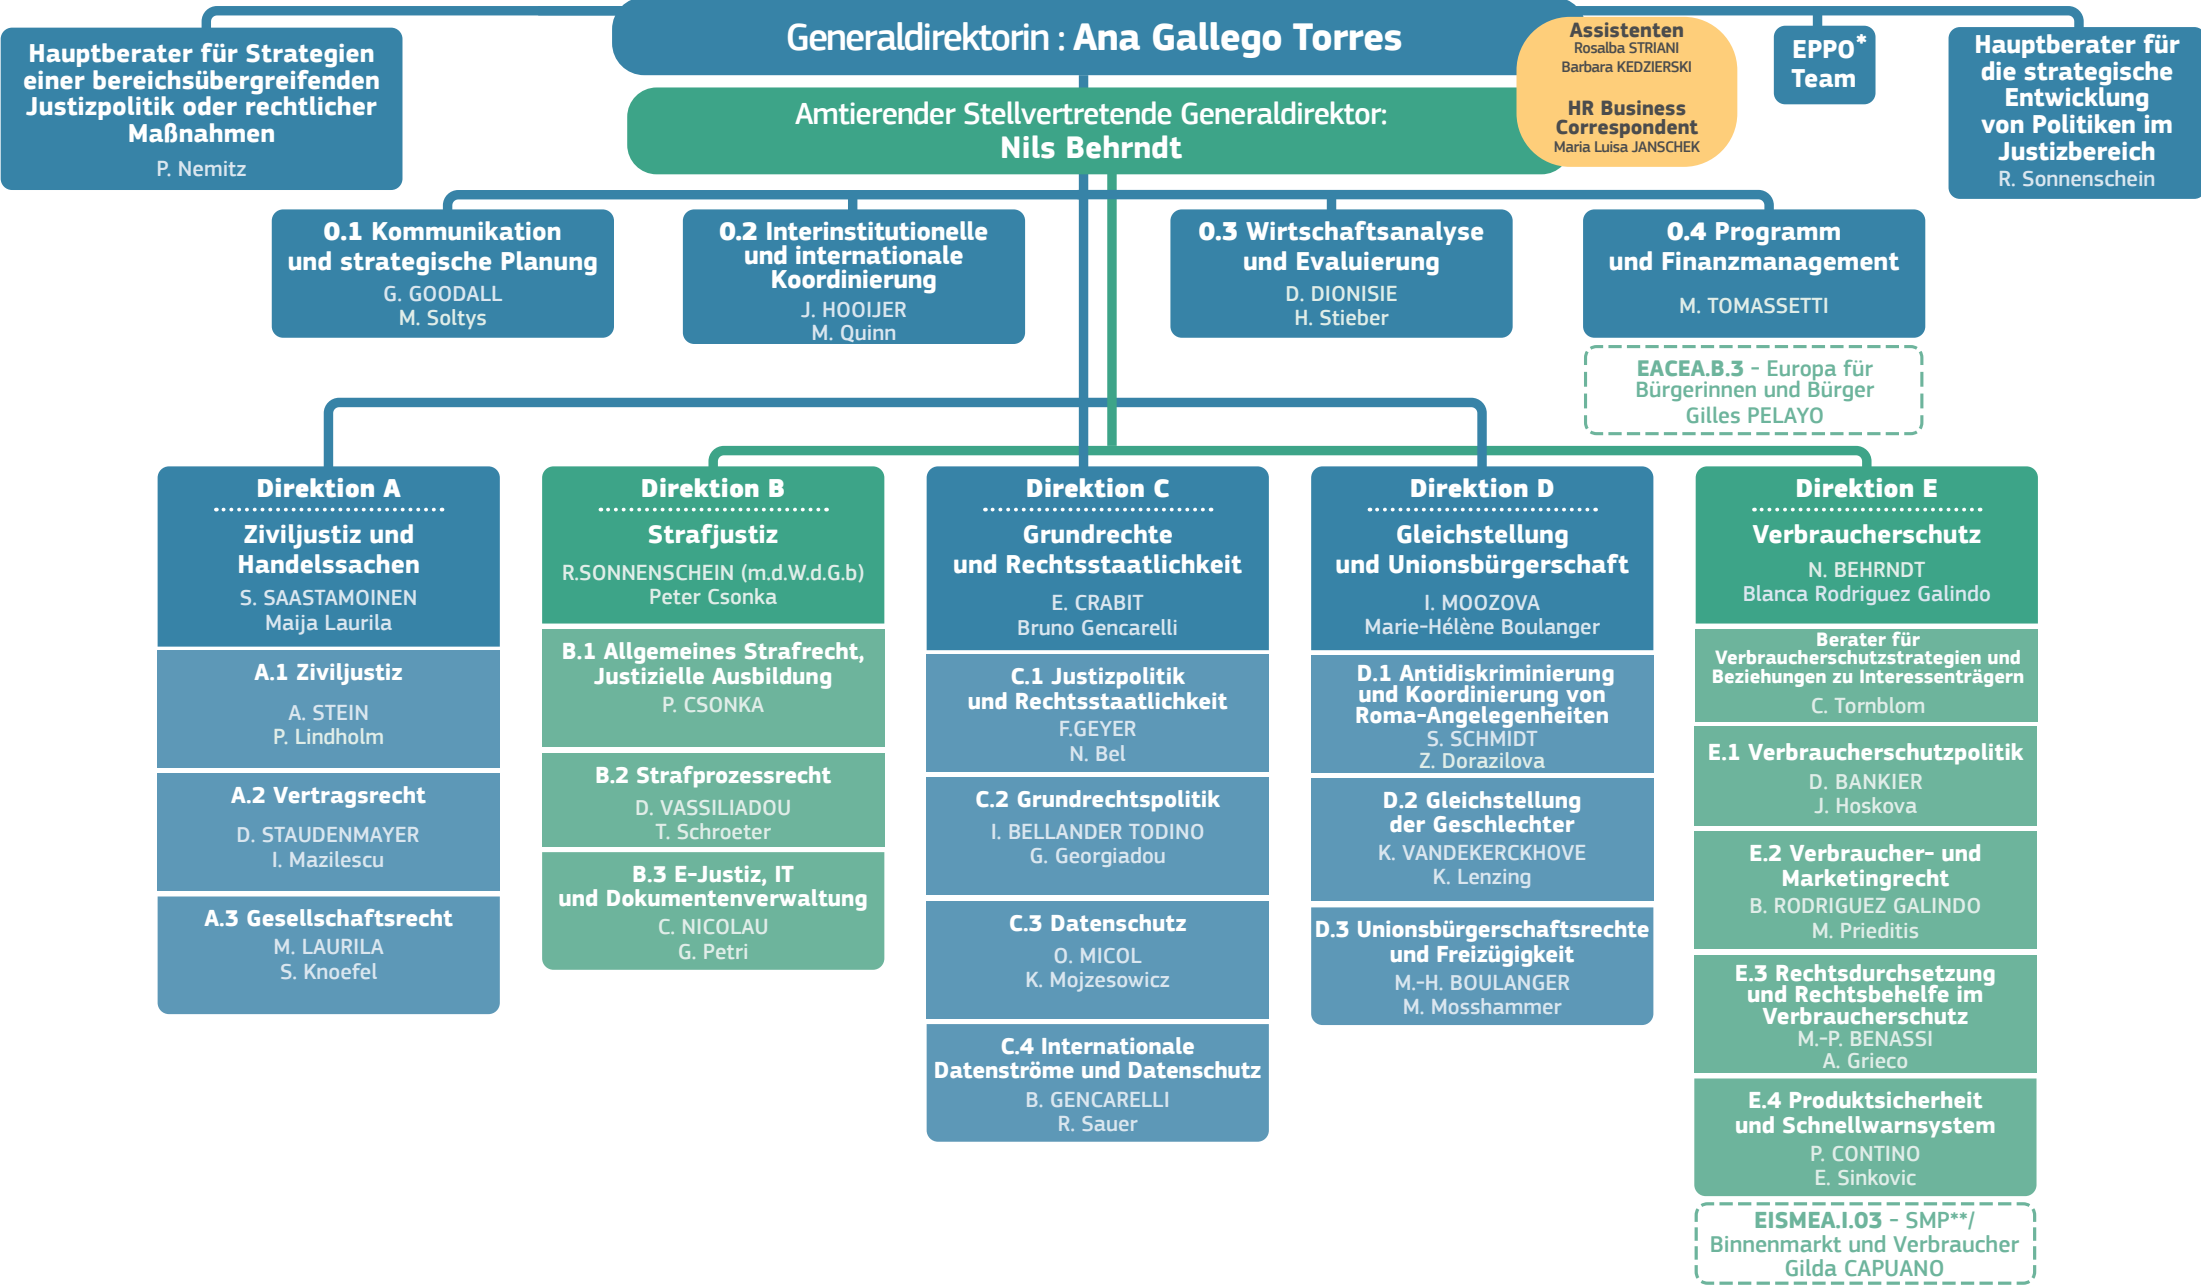 Hauptberater für Strategien
einer bereichsübergreifenden
Justizpolitik oder rechtlicher
Maßnahmen
P. Nemitz
Generaldirektorin : Ana Gallego Torres
Amtierender Stellvertretende Generaldirektor:
Nils Behrndt
Assistenten
Rosalba STRIANI
Barbara KEDZIERSKI
HR Business
Correspondent
Maria Luisa JANSCHEK
EPPO*
Team
Hauptberater für
die strategische
Entwicklung
von Politiken im
Justizbereich
R. Sonnenschein
0.1 Kommunikation
und strategische Planung
G. GOODALL
M. Soltys
0.2 Interinstitutionelle
und internationale
Koordinierung
J. HOOIJER
M. Quinn
0.3 Wirtschaftsanalyse
und Evaluierung
D. DIONISIE
H. Stieber
0.4 Programm
und Finanzmanagement
M. TOMASSETTI
EACEA.B.3 - Europa für
Bürgerinnen und Bürger
Gilles PELAYO
Direktion A
Ziviljustiz und
Handelssachen
S. SAASTAMOINEN
Maija Laurila
A.1 Ziviljustiz
A. STEIN
P. Lindholm
A.2 Vertragsrecht
D. STAUDENMAYER
I. Mazilescu
A.3 Gesellschaftsrecht
M. LAURILA
S. Knoefel
Direktion B
Strafjustiz
R.SONNENSCHEIN (m.d.W.d.G.b)
Peter Csonka
B.1 Allgemeines Strafrecht,
Justizielle Ausbildung
P. CSONKA
B.2 Strafprozessrecht
D. VASSILIADOU
T. Schroeter
B.3 E-Justiz, IT
und Dokumentenverwaltung
C. NICOLAU
G. Petri
Direktion C
Grundrechte
und Rechtsstaatlichkeit
E. CRABIT
Bruno Gencarelli
C.1 Justizpolitik
und Rechtsstaatlichkeit
F.GEYER
N. Bel
C.2 Grundrechtspolitik
I. BELLANDER TODINO
G. Georgiadou
C.3 Datenschutz
O. MICOL
K. Mojzesowicz
C.4 Internationale
Datenströme und Datenschutz
B. GENCARELLI
R. Sauer
Direktion D
Gleichstellung
und Unionsbürgerschaft
I. MOOZOVA
Marie-Hélène Boulanger
D.1 Antidiskriminierung
und Koordinierung von
Roma-Angelegenheiten
S. SCHMIDT
Z. Dorazilova
D.2 Gleichstellung
der Geschlechter
K. VANDEKERCKHOVE
K. Lenzing
D.3 Unionsbürgerschaftsrechte
und Freizügigkeit
M.-H. BOULANGER
M. Mosshammer
Direktion E
Verbraucherschutz
N. BEHRNDT
Blanca Rodriguez Galindo
Berater für
Verbraucherschutzstrategien und
Beziehungen zu Interessenträgern
C. Tornblom
E.1 Verbraucherschutzpolitik
D. BANKIER
J. Hoskova
E.2 Verbraucher- und
Marketingrecht
B. RODRIGUEZ GALINDO
M. Prieditis
E.3 Rechtsdurchsetzung
und Rechtsbehelfe im
Verbraucherschutz
M.-P. BENASSI
A. Grieco
E.4 Produktsicherheit
und Schnellwarnsystem
P. CONTINO
E. Sinkovic
EISMEA.I.03 - SMP**/
Binnenmarkt und Verbraucher
Gilda CAPUANO